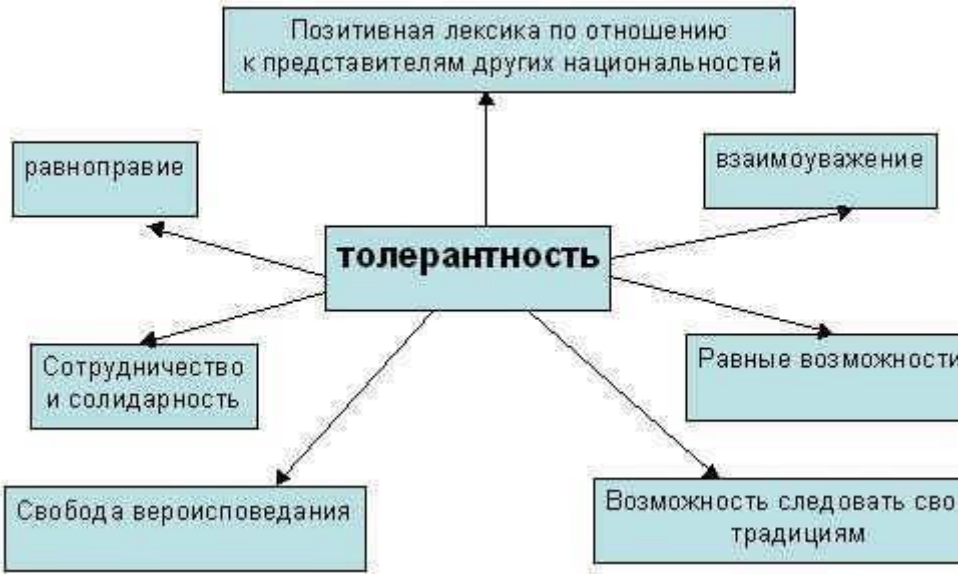 Позитивная лексика по отношению
к представителям других национальностей
равноправие
взаимоуважение
толерантность
Сотрудничество
и солидарность
Равные возможности
Свобода вероисповедания
Возможность следовать сво
традициям